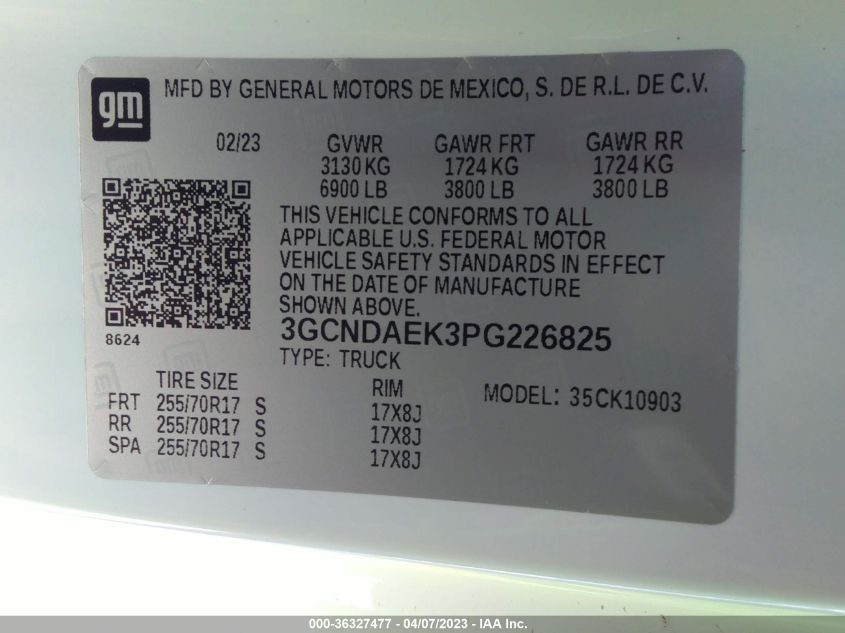 gm
MFD BY GENERAL MOTORS DE MEXICO, S. DE R.L. DE C.V.
02/23 GVWR GAWR FRT GAWR RR
3130 KG 1724 KG 1724 KG
6900 LB 3800 LB 3800 LB
THIS VEHICLE CONFORMS TO ALL
APPLICABLE U.S. FEDERAL MOTOR
VEHICLE SAFETY STANDARDS IN EFFECT
ON THE DATE OF MANUFACTURE
SHOWN ABOVE.
8624
3GCNDAEK3PG226825
TYPE: TRUCK
TIRE SIZE RIM MODEL: 35CK10903
FRT 255/70R17 S 17X8J
RR 255/70R17 S 17X8J
SPA 255/70R17 S 17X8J
000-36327477 - 04/07/2023 - IAA Inc.